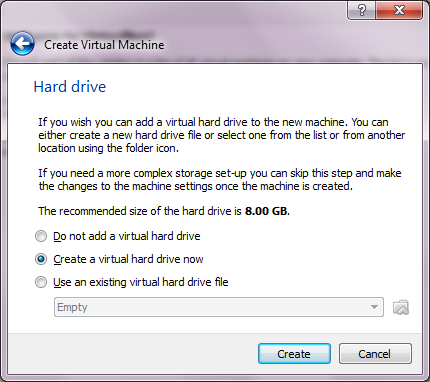 ?
Create Virtual Machine
Hard drive
If you wish you can add a virtual hard drive to the new machine. You can
either create a new hard drive file or select one from the list or from another
location using the folder icon.
If you need a more complex storage set-up you can skip this step and make
the changes to the machine settings once the machine is created.
The recommended size of the hard drive is 8.00 GB.
Do not add a virtual hard drive
Create a virtual hard drive now
Use an existing virtual hard drive file
Empty
Create Cancel